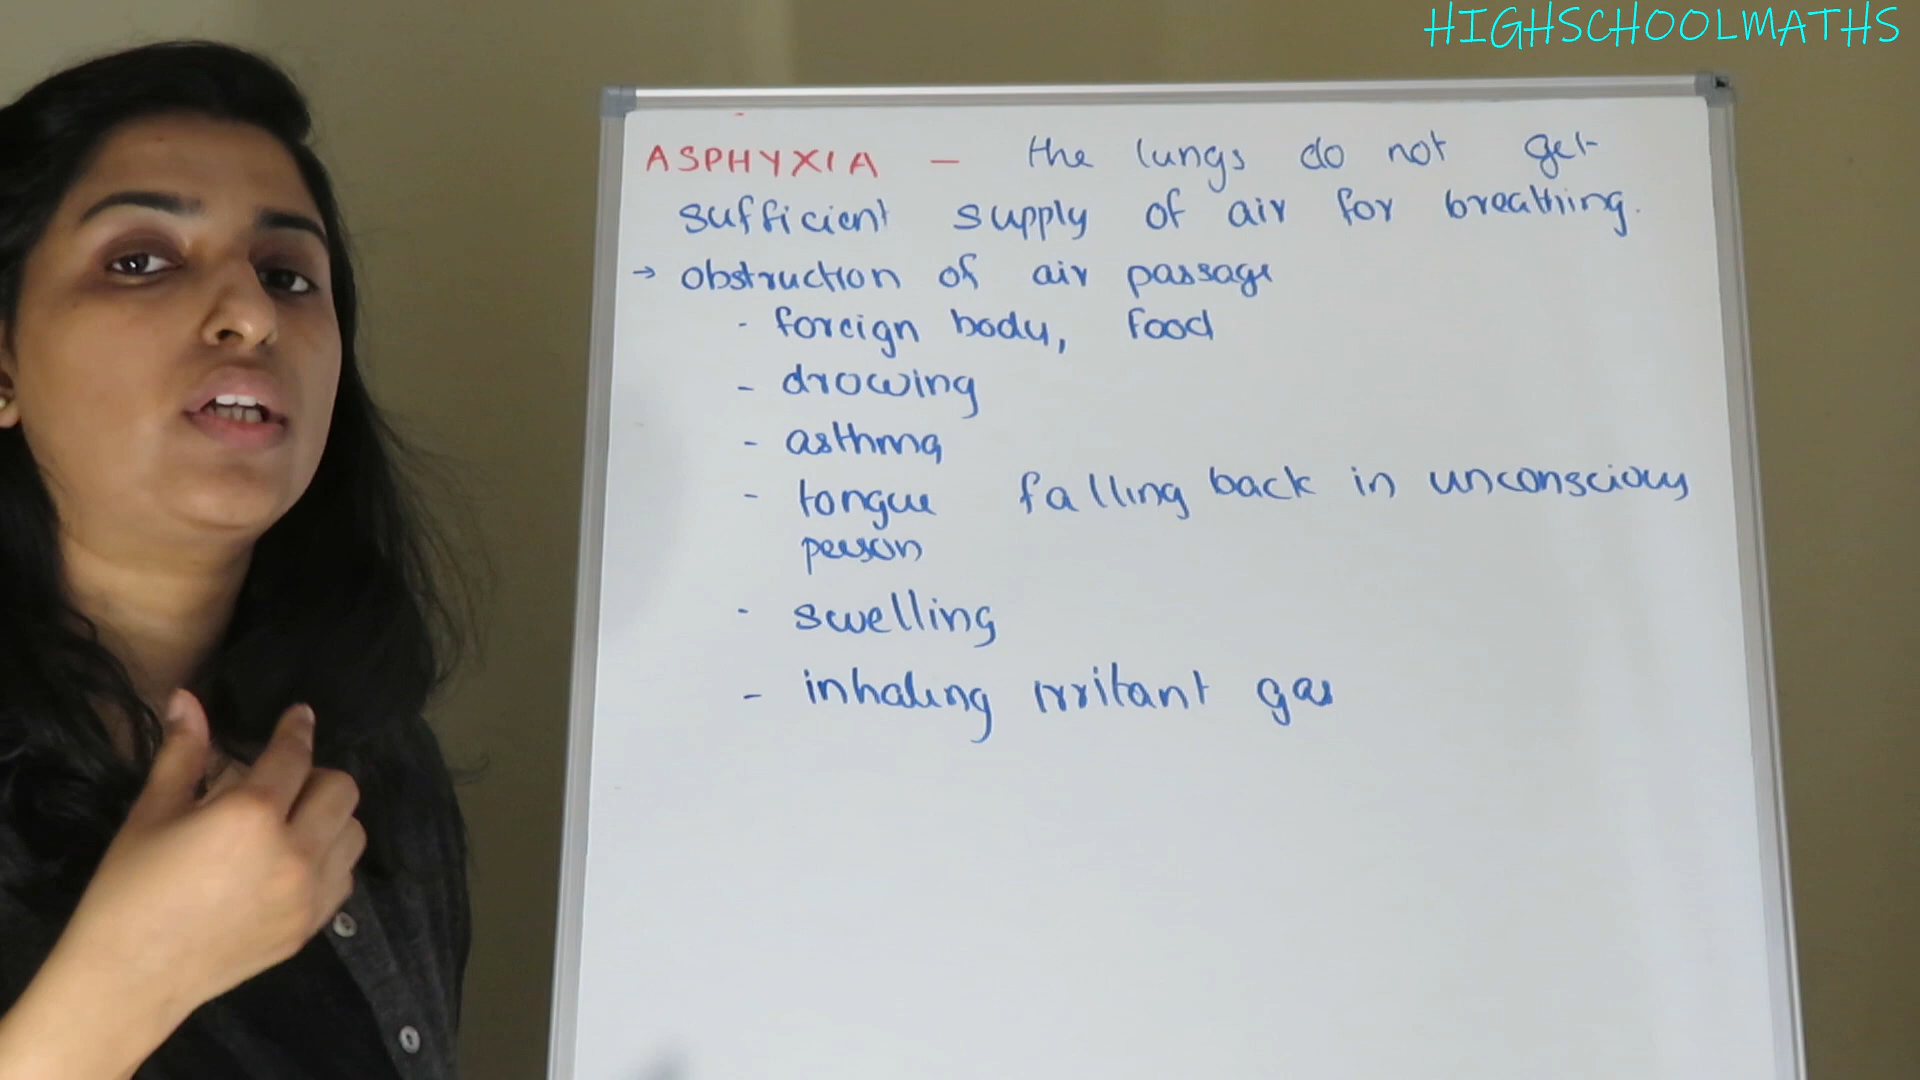 HIGHSCHOOLMATHS
ASPHYXIA - the lungs do not get
sufficient supply of air for breathing.
→ obstruction of air passage
- foreign body, food
- drowing
- asthma
- tongue falling back in unconscious
person
- swelling
- inhaling irritant gas